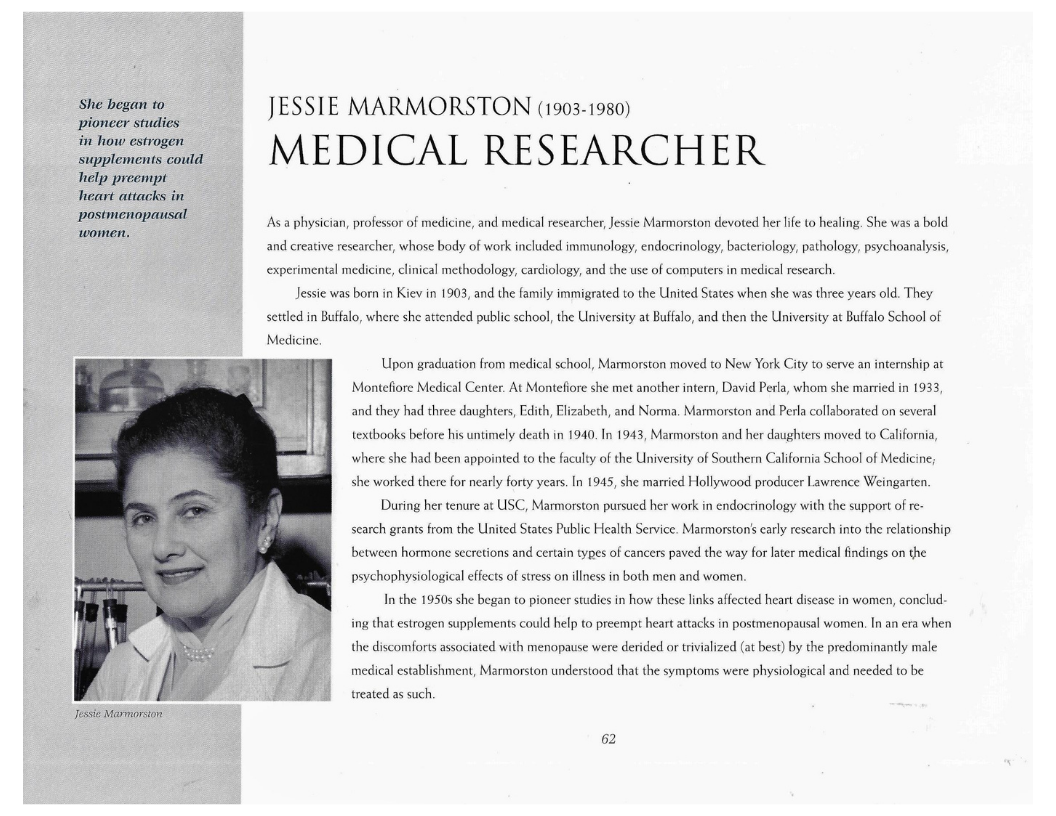 She began to
pioneer studies
in how estrogen
supplements could
help preempt
heart attacks in
postmenopausal
women.
JESSIE MARMORSTON (1903-1980)
MEDICAL RESEARCHER
As a physician, professor of medicine, and medical researcher, Jessie Marmorston devoted her life to healing. She was a bold
and creative researcher, whose body of work included immunology, endocrinology, bacteriology, pathology, psychoanalysis,
experimental medicine, clinical methodology, cardiology, and the use of computers in medical research.
Jessie was born in Kiev in 1903, and the family immigrated to the United States when she was three years old. They
settled in Buffalo, where she attended public school, the University at Buffalo, and then the University at Buffalo School of
Medicine.
Upon graduation from medical school, Marmorston moved to New York City to serve an internship at
Montefiore Medical Center. At Montefiore she met another intern, David Perla, whom she married in 1933,
and they had three daughters, Edith, Elizabeth, and Norma. Marmorston and Perla collaborated on several
textbooks before his untimely death in 1940. In 1943, Marmorston and her daughters moved to California,
where she had been appointed to the faculty of the University of Southern California School of Medicine;
she worked there for nearly forty years. In 1945, she married Hollywood producer Lawrence Weingarten.
During her tenure at USC, Marmorston pursued her work in endocrinology with the support of re-
search grants from the United States Public Health Service. Marmorston's early research into the relationship
between hormone secretions and certain types of cancers paved the way for later medical findings on the
psychophysiological effects of stress on illness in both men and women.
In the 1950s she began to pioneer studies in how these links affected heart disease in women, conclud-
ing that estrogen supplements could help to preempt heart attacks in postmenopausal women. In an era when
the discomforts associated with menopause were derided or trivialized (at best) by the predominantly male
medical establishment, Marmorston understood that the symptoms were physiological and needed to be
treated as such.
Jessie Marmorston
62